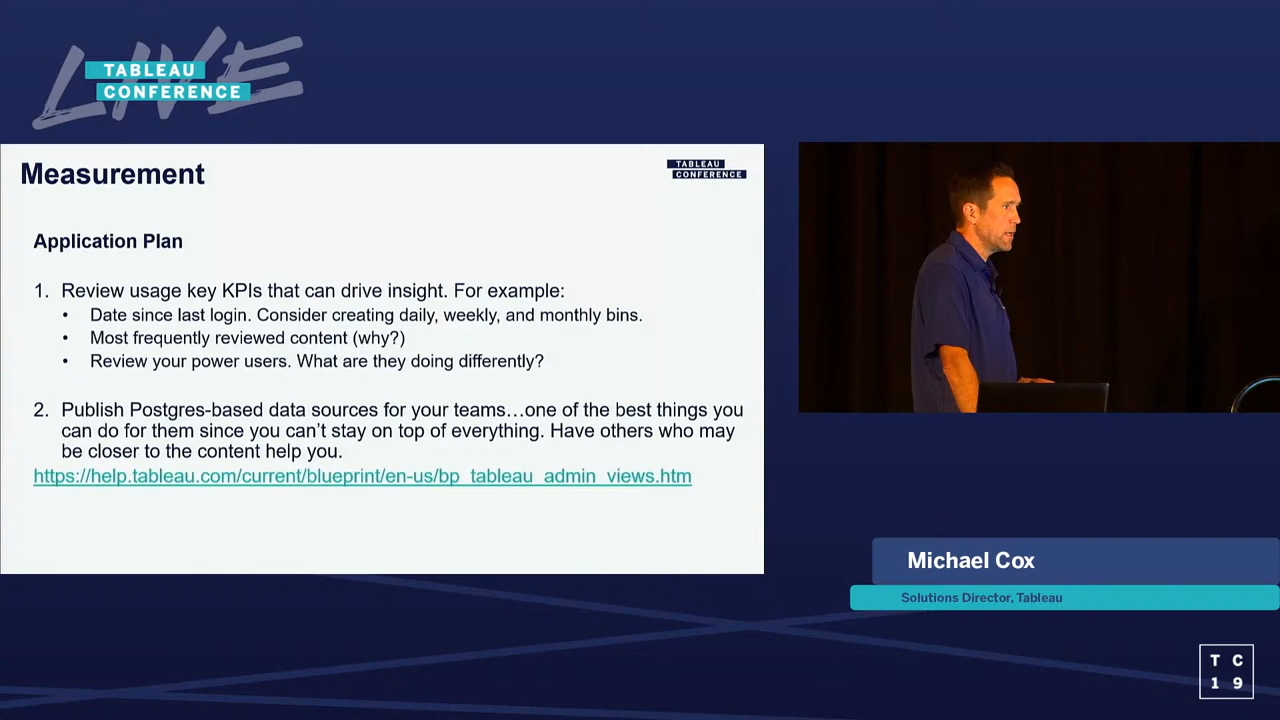 LIVE
TABLEAU
CONFERENCE
Measurement
TABLEAU
CONFERENCE
Application Plan
1. Review usage key KPIs that can drive insight. For example:
• Date since last login. Consider creating daily, weekly, and monthly bins.
• Most frequently reviewed content (why?)
• Review your power users. What are they doing differently?
2. Publish Postgres-based data sources for your teams…one of the best things you
can do for them since you can’t stay on top of everything. Have others who may
be closer to the content help you.
https://help.tableau.com/current/blueprint/en-us/bp_tableau_admin_views.htm
Michael Cox
Solutions Director, Tableau
T C
1 9